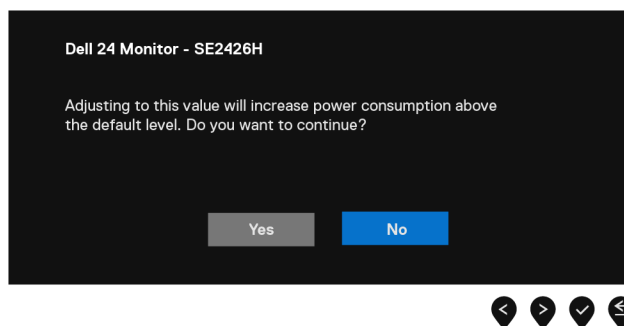 Dell 24 Monitor - SE2426H
Adjusting to this value will increase power consumption above
the default level. Do you want to continue?
Yes No